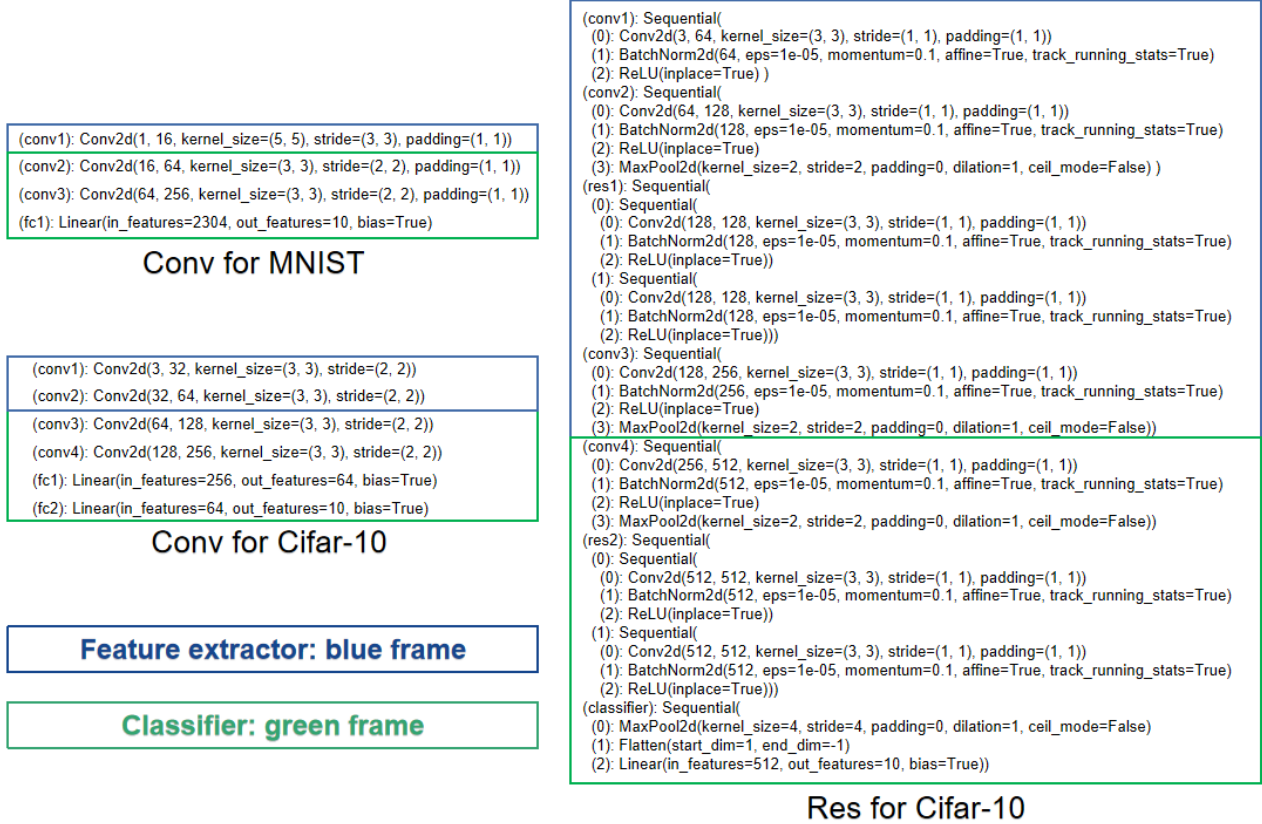 (conv1): Conv2d(1, 16, kernel_size=(5, 5), stride=(3, 3), padding=(1, 1))
(conv2): Conv2d(16, 64, kernel_size=(3, 3), stride=(2, 2), padding=(1, 1))
(conv3): Conv2d(64, 256, kernel_size=(3, 3), stride=(2, 2), padding=(1, 1))
(fc1): Linear(in_features=2304, out_features=10, bias=True)
Conv for MNIST
(conv1): Conv2d(3, 32, kernel_size=(3, 3), stride=(2, 2))
(conv2): Conv2d(32, 64, kernel_size=(3, 3), stride=(2, 2))
(conv3): Conv2d(64, 128, kernel_size=(3, 3), stride=(2, 2))
(conv4): Conv2d(128, 256, kernel_size=(3, 3), stride=(2, 2))
(fc1): Linear(in_features=256, out_features=64, bias=True)
(fc2): Linear(in_features=64, out_features=10, bias=True)
Conv for Cifar-10
Feature extractor: blue frame
Classifier: green frame
(conv1): Sequential(
(0): Conv2d(3, 64, kernel_size=(3, 3), stride=(1, 1), padding=(1, 1))
(1): BatchNorm2d(64, eps=1e-05, momentum=0.1, affine=True, track_running_stats=True)
(2): ReLU(inplace=True) )
(conv2): Sequential(
(0): Conv2d(64, 128, kernel_size=(3, 3), stride=(1, 1), padding=(1, 1))
(1): BatchNorm2d(128, eps=1e-05, momentum=0.1, affine=True, track_running_stats=True)
(2): ReLU(inplace=True)
(3): MaxPool2d(kernel_size=2, stride=2, padding=0, dilation=1, ceil_mode=False) )
(res1): Sequential(
(0): Sequential(
(0): Conv2d(128, 128, kernel_size=(3, 3), stride=(1, 1), padding=(1, 1))
(1): BatchNorm2d(128, eps=1e-05, momentum=0.1, affine=True, track_running_stats=True)
(2): ReLU(inplace=True))
(1): Sequential(
(0): Conv2d(128, 128, kernel_size=(3, 3), stride=(1, 1), padding=(1, 1))
(1): BatchNorm2d(128, eps=1e-05, momentum=0.1, affine=True, track_running_stats=True)
(2): ReLU(inplace=True)))
(conv3): Sequential(
(0): Conv2d(128, 256, kernel_size=(3, 3), stride=(1, 1), padding=(1, 1))
(1): BatchNorm2d(256, eps=1e-05, momentum=0.1, affine=True, track_running_stats=True)
(2): ReLU(inplace=True)
(3): MaxPool2d(kernel_size=2, stride=2, padding=0, dilation=1, ceil_mode=False))
(conv4): Sequential(
(0): Conv2d(256, 512, kernel_size=(3, 3), stride=(1, 1), padding=(1, 1))
(1): BatchNorm2d(512, eps=1e-05, momentum=0.1, affine=True, track_running_stats=True)
(2): ReLU(inplace=True)
(3): MaxPool2d(kernel_size=2, stride=2, padding=0, dilation=1, ceil_mode=False))
(res2): Sequential(
(0): Sequential(
(0): Conv2d(512, 512, kernel_size=(3, 3), stride=(1, 1), padding=(1, 1))
(1): BatchNorm2d(512, eps=1e-05, momentum=0.1, affine=True, track_running_stats=True)
(2): ReLU(inplace=True))
(1): Sequential(
(0): Conv2d(512, 512, kernel_size=(3, 3), stride=(1, 1), padding=(1, 1))
(1): BatchNorm2d(512, eps=1e-05, momentum=0.1, affine=True, track_running_stats=True)
(2): ReLU(inplace=True)))
(classifier): Sequential(
(0): MaxPool2d(kernel_size=4, stride=4, padding=0, dilation=1, ceil_mode=False)
(1): Flatten(start_dim=1, end_dim=-1)
(2): Linear(in_features=512, out_features=10, bias=True))
Res for Cifar-10